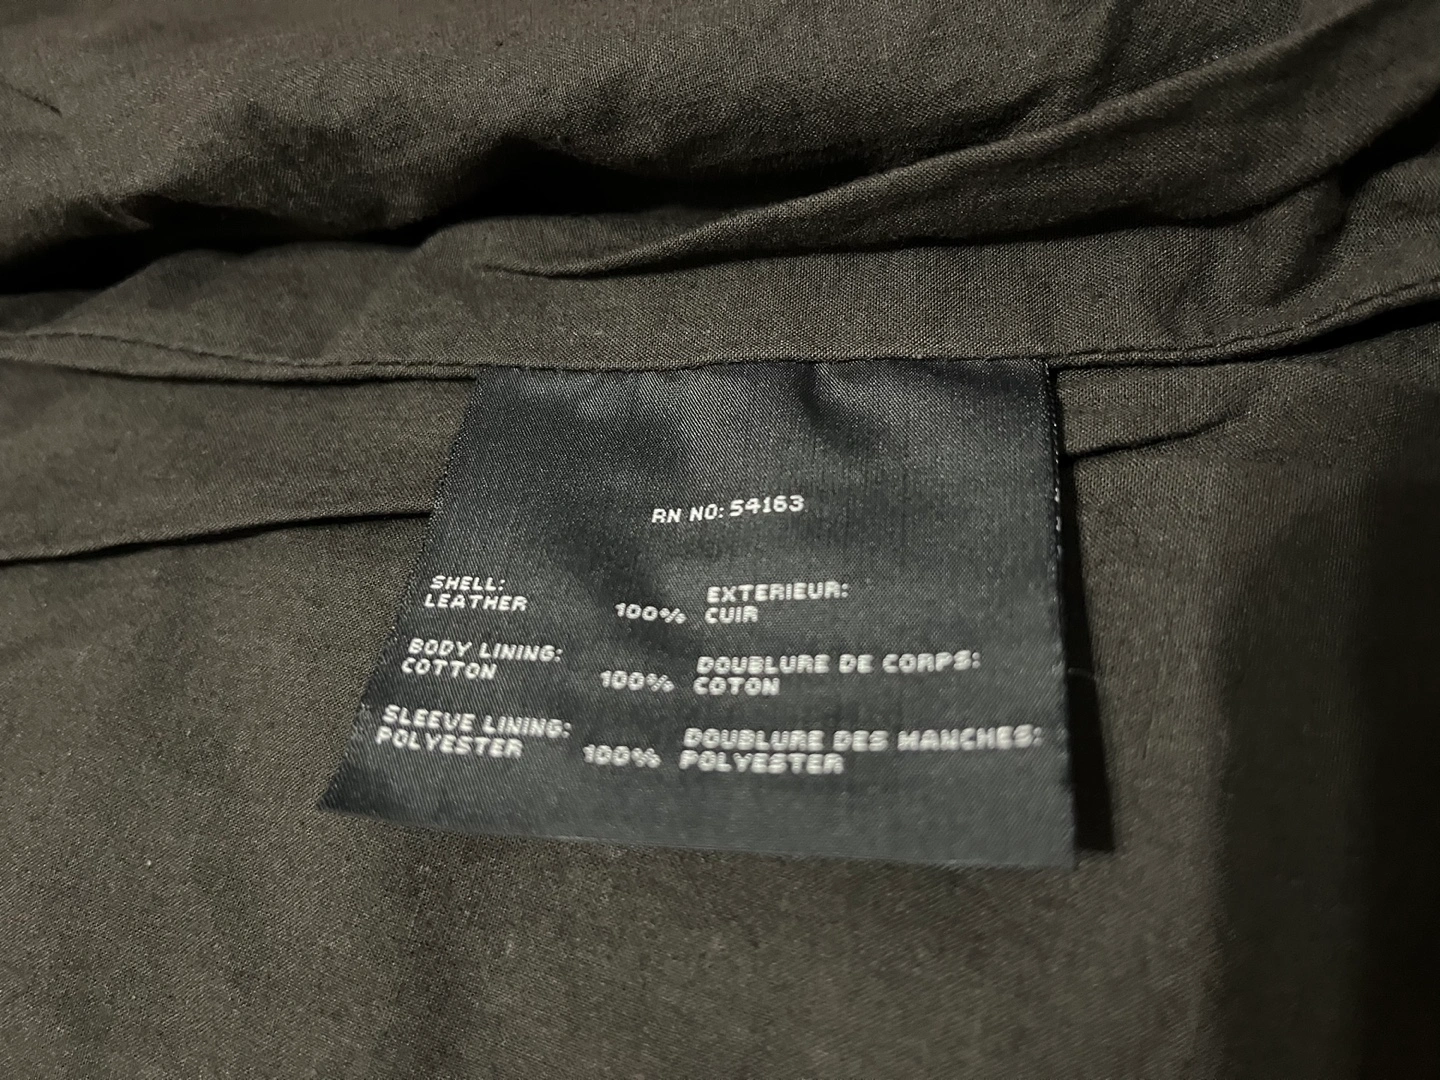 RN NO: 54163
SHELL:
LEATHER 100%
EXTERIEUR:
CUIR
BODY LINING:
COTTON 100%
DOUBLURE DE CORPS:
COTON
SLEEVE LINING:
POLYESTER 100%
DOUBLURE DES MANCHES:
POLYESTER